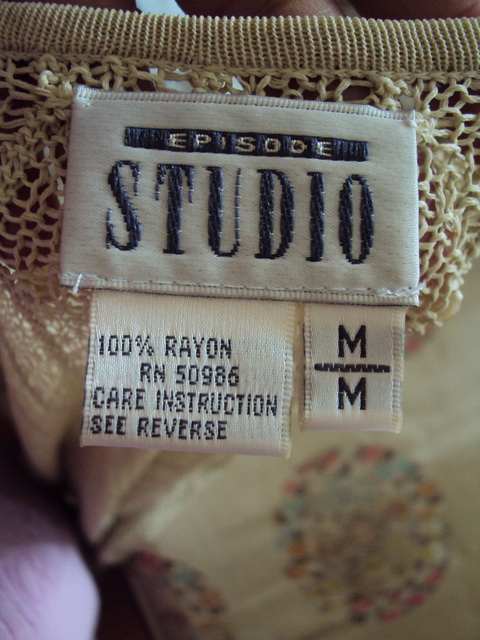 EPISODE
STUDIO
100% RAYON
RN 50986
CARE INSTRUCTION
SEE REVERSE
M
M